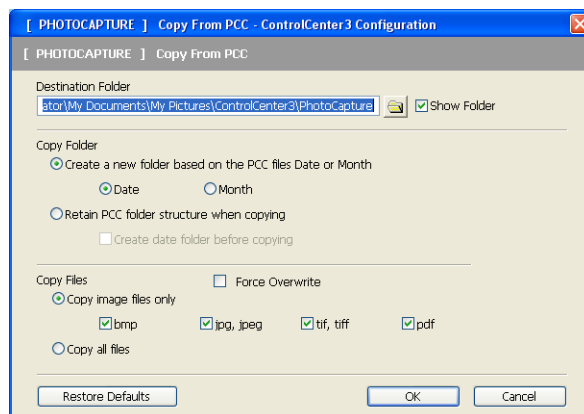 [ PHOTOCAPTURE ] Copy From PCC - ControlCenter3 Configuration
[ PHOTOCAPTURE ] Copy From PCC
Destination Folder
ator\My Documents\My Pictures\ControlCenter3\PhotoCapture Show Folder
Copy Folder
Create a new folder based on the PCC files Date or Month
Date Month
Retain PCC folder structure when copying
Create date folder before copying
Copy Files Force Overwrite
Copy image files only
bmp jpg, jpeg tif, tiff pdf
Copy all files
Restore Defaults OK Cancel